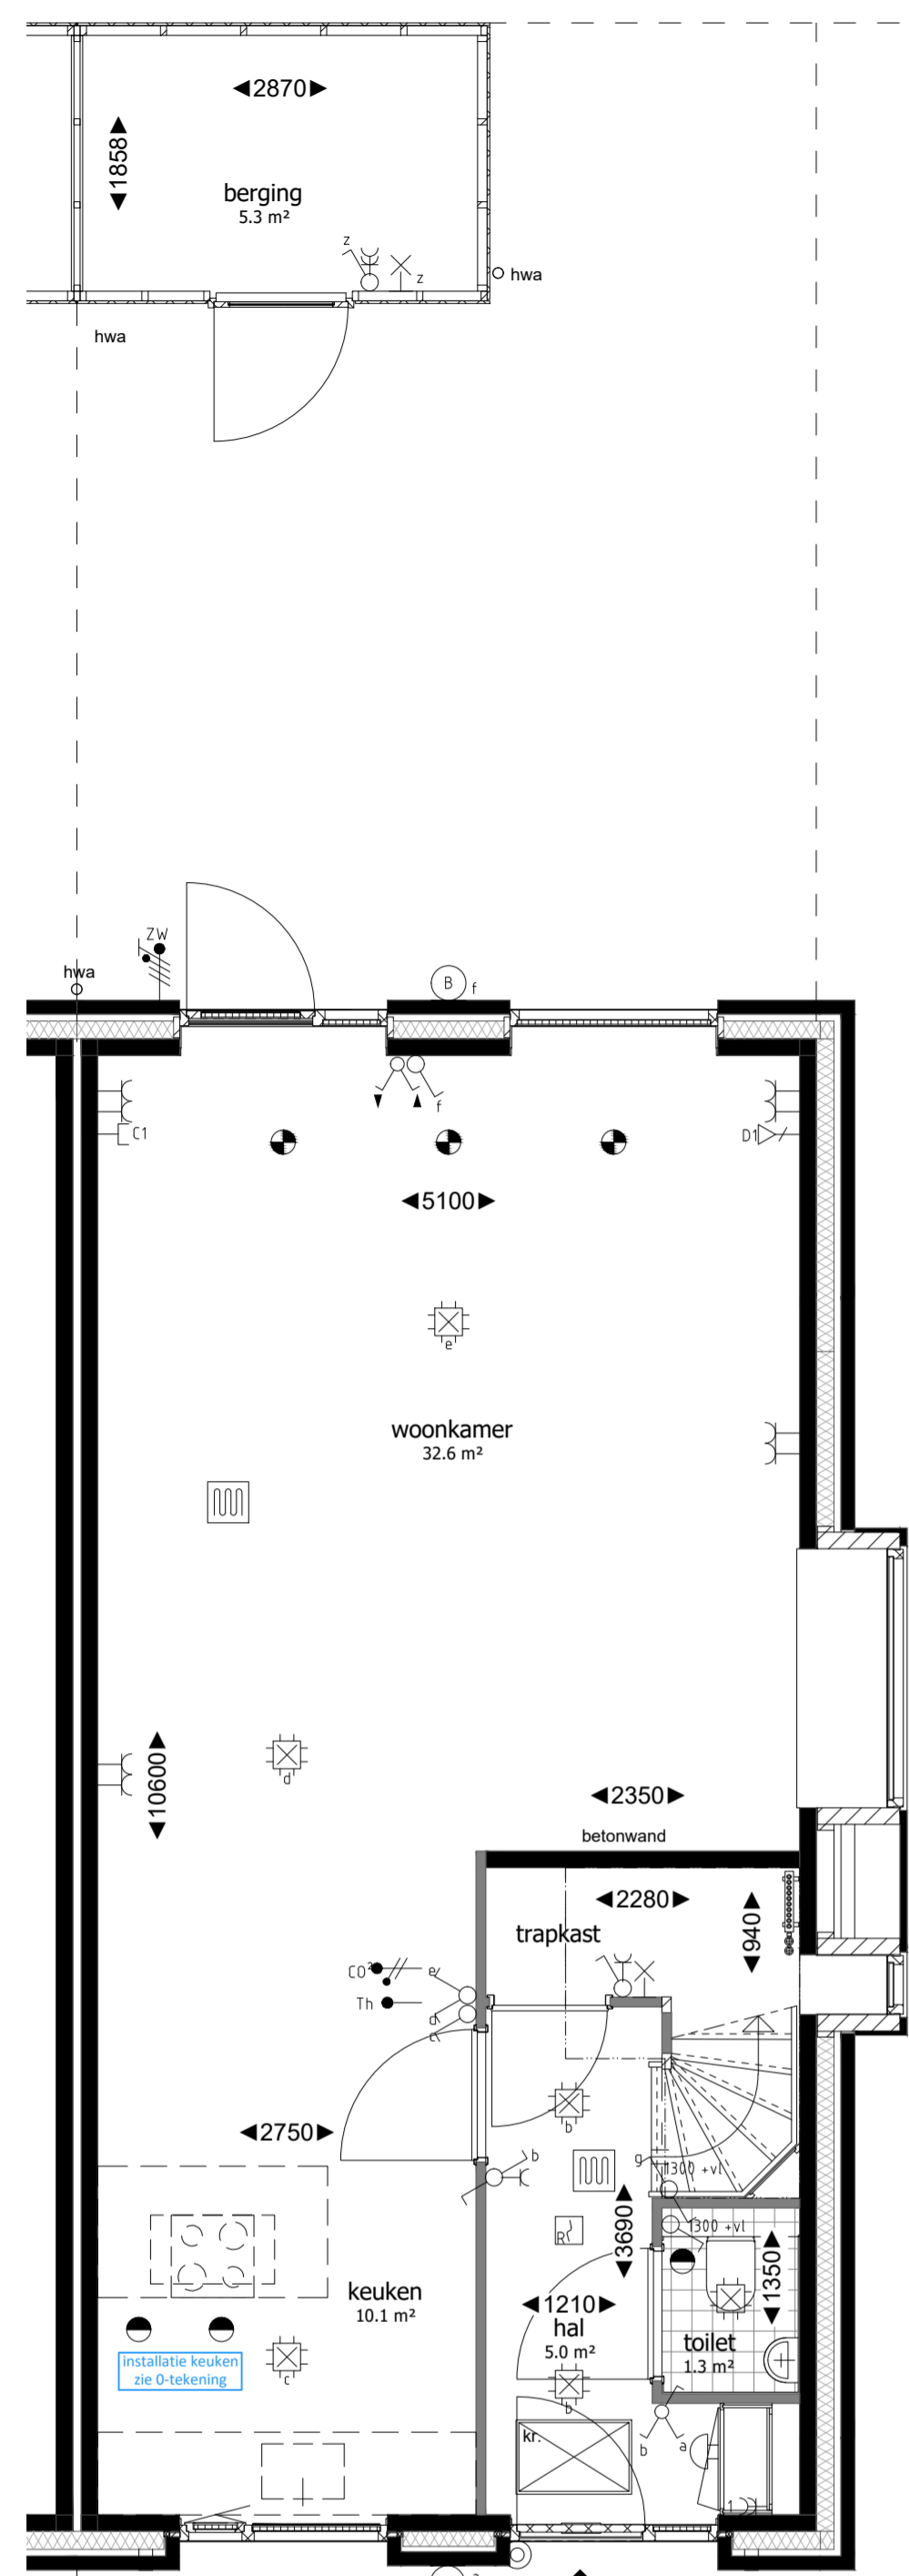 2870
1858
berging
5.3 m²
z
z
hwa
hwa
ZW
hwa
B
f
f
C1
D1
5100
e
woonkamer
32.6 m²
10600
d
2350
betonwand
2280
940
trapkast
CO²
e
Th
d
c
b
2750
b
g
1300 +vl
1300 +vl
3690
R
1350
keuken
10.1 m²
1210
hal
5.0 m²
toilet
1.3 m²
installatie keuken
zie 0-tekening
c
b
kr.
b
a
1
a